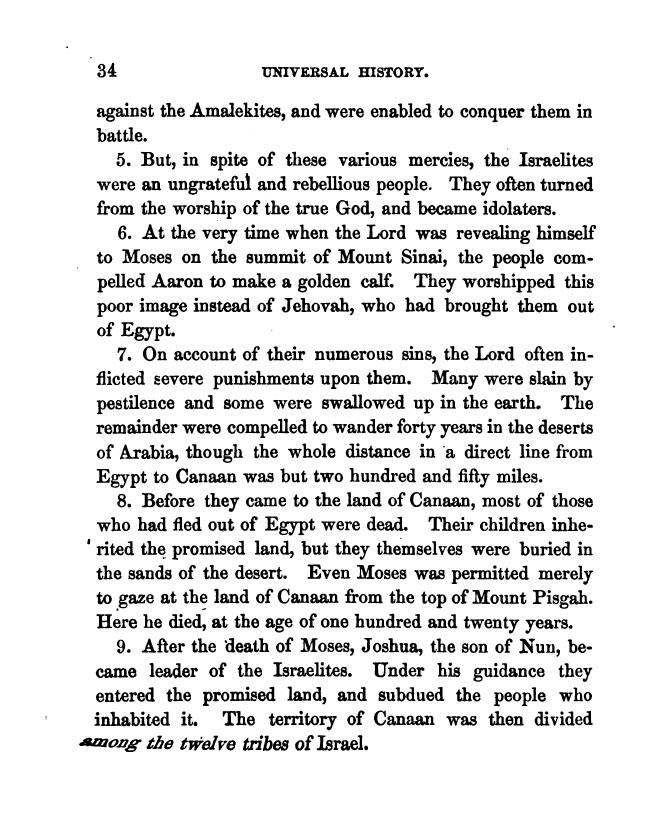 34 UNIVERSAL HISTORY.
against the Amalekites, and were enabled to conquer them in
battle.
5. But, in spite of these various mercies, the Israelites
were an ungrateful and rebellious people. They often turned
from the worship of the true God, and became idolaters.
6. At the very time when the Lord was revealing himself
to Moses on the summit of Mount Sinai, the people com-
pelled Aaron to make a golden calf. They worshipped this
poor image instead of Jehovah, who had brought them out
of Egypt.
7. On account of their numerous sins, the Lord often in-
flicted severe punishments upon them. Many were slain by
pestilence and some were swallowed up in the earth. The
remainder were compelled to wander forty years in the deserts
of Arabia, though the whole distance in a direct line from
Egypt to Canaan was but two hundred and fifty miles.
8. Before they came to the land of Canaan, most of those
who had fled out of Egypt were dead. Their children inhe-
rited the promised land, but they themselves were buried in
the sands of the desert. Even Moses was permitted merely
to gaze at the land of Canaan from the top of Mount Pisgah.
Here he died, at the age of one hundred and twenty years.
9. After the death of Moses, Joshua, the son of Nun, be-
came leader of the Israelites. Under his guidance they
entered the promised land, and subdued the people who
inhabited it. The territory of Canaan was then divided
among the twelve tribes of Israel.